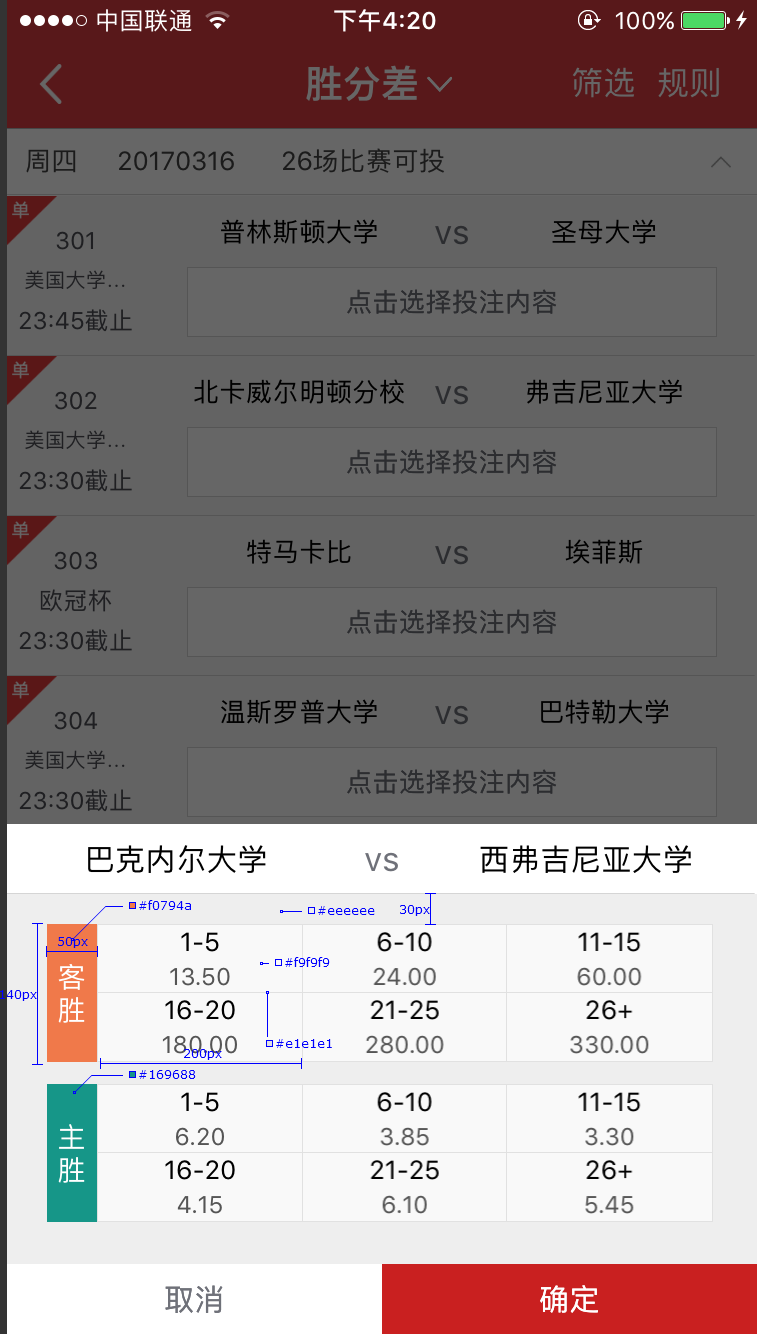 中国联通 下午4:20 100%
胜分差 筛选 规则
周四 20170316 26场比赛可投
单
301 普林斯顿大学 VS 圣母大学
美国大学... 点击选择投注内容
23:45截止
单
302 北卡威尔明顿分校 VS 弗吉尼亚大学
美国大学... 点击选择投注内容
23:30截止
单
303 特马卡比 VS 埃菲斯
欧冠杯 点击选择投注内容
23:30截止
单
304 温斯罗普大学 VS 巴特勒大学
美国大学... 点击选择投注内容
23:30截止
巴克内尔大学 VS 西弗吉尼亚大学
#f0794a #eeeeee 30px
50px 1-5 6-10 11-15
#f9f9f9
客胜 13.50 24.00 60.00
140px 16-20 21-25 26+
180.00 #e1e1e1 280.00 330.00
200px
#169688
1-5 6-10 11-15
主胜 6.20 3.85 3.30
16-20 21-25 26+
4.15 6.10 5.45
取消 确定